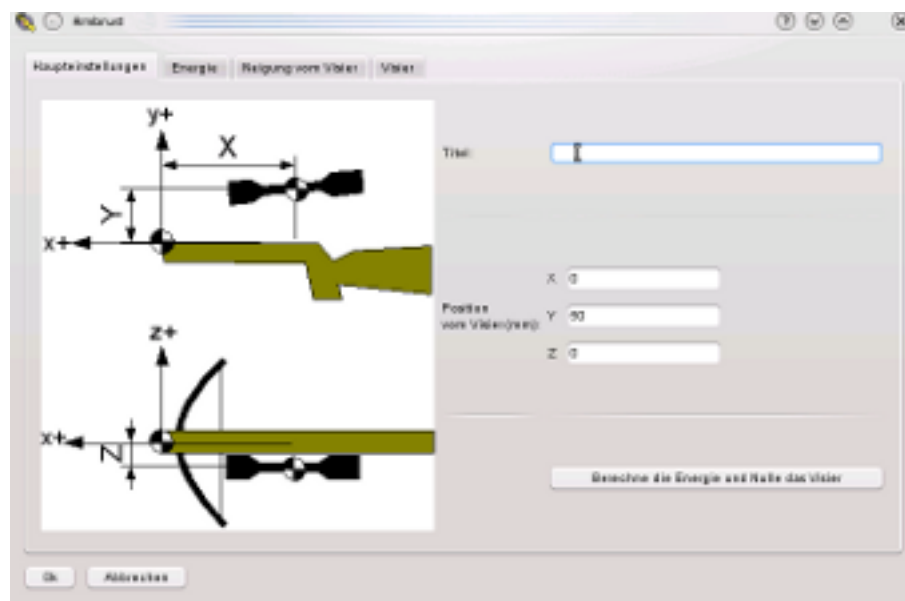 Armbrust
Haupteinstellungen Energie Neigung vom Visier Visier
y+
X
Y
x+
z+
x+
Z
Titel:
X 0
Position
vom Visier(mm):
Y 90
Z 0
Berechne die Energie und Nulle das Visier
Ok Abbrechen